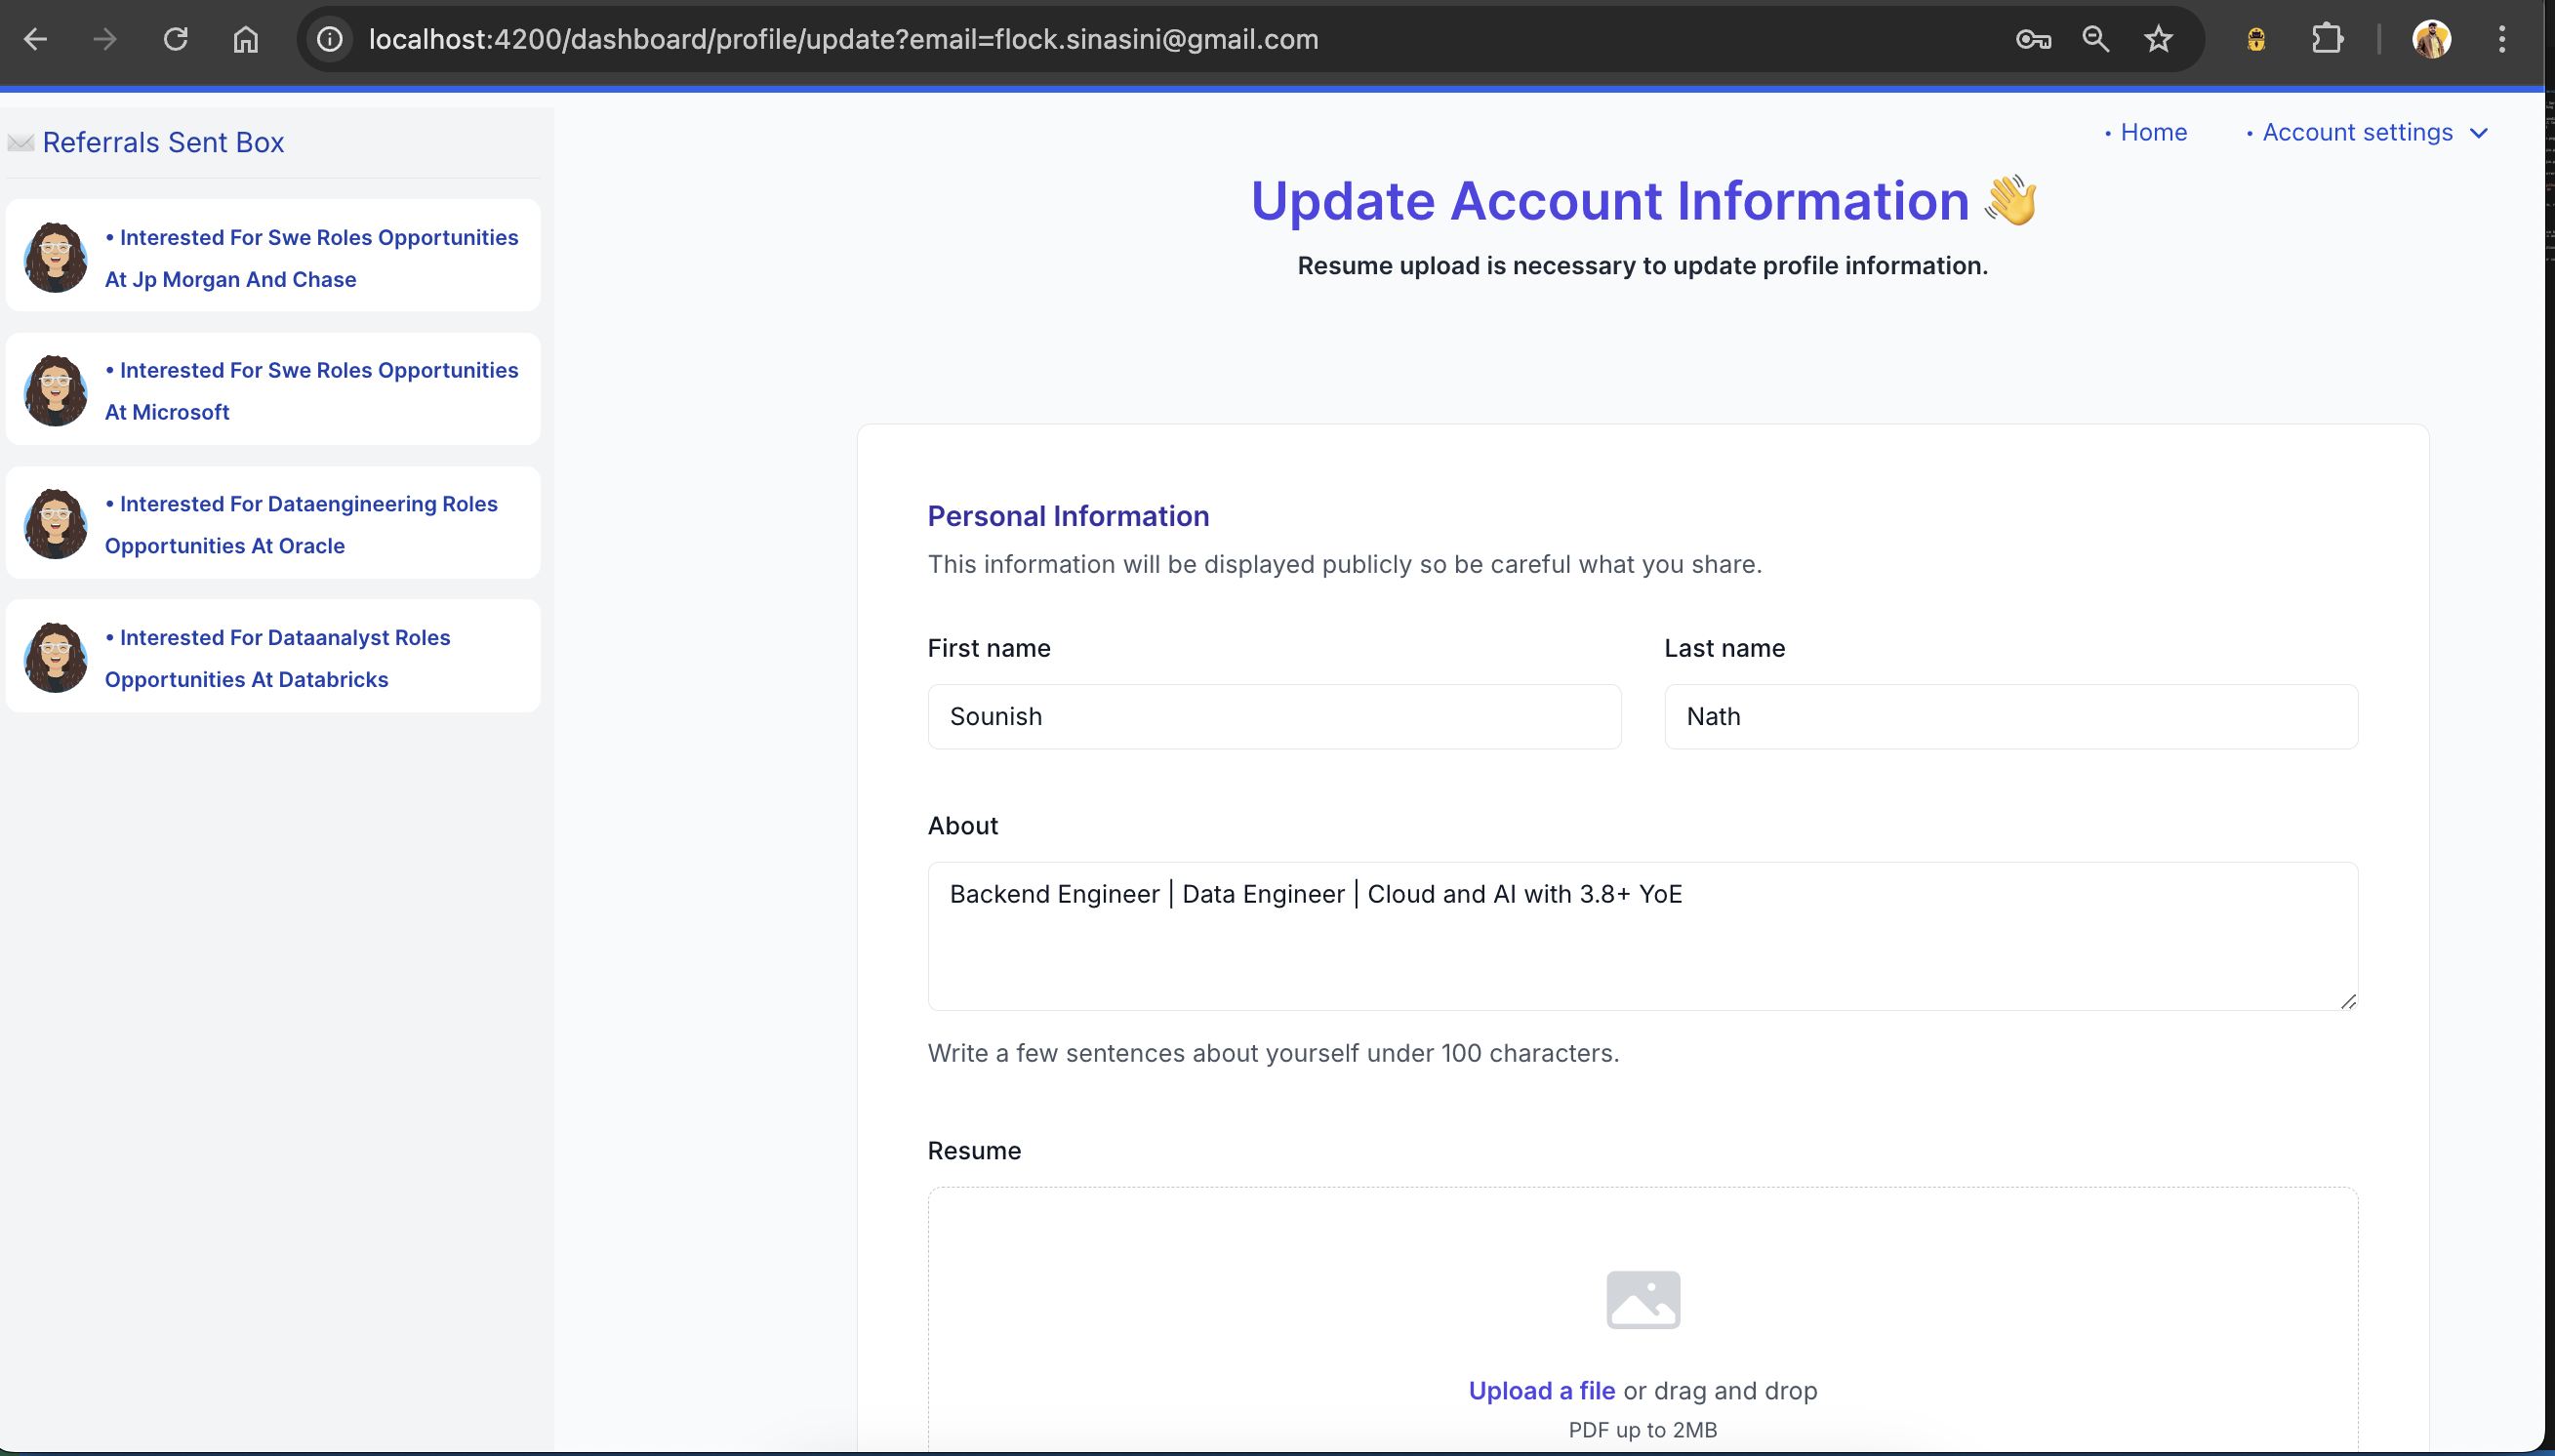 localhost:4200/dashboard/profile/update?email=flock.sinasini@gmail.com
Referrals Sent Box
• Interested For Swe Roles Opportunities
At Jp Morgan And Chase
• Interested For Swe Roles Opportunities
At Microsoft
• Interested For Dataengineering Roles
Opportunities At Oracle
• Interested For Dataanalyst Roles
Opportunities At Databricks
• Home
• Account settings
Update Account Information 👋
Resume upload is necessary to update profile information.
Personal Information
This information will be displayed publicly so be careful what you share.
First name
Last name
Sounish
Nath
About
Backend Engineer | Data Engineer | Cloud and AI with 3.8+ YoE
Write a few sentences about yourself under 100 characters.
Resume
Upload a file or drag and drop
PDF up to 2MB